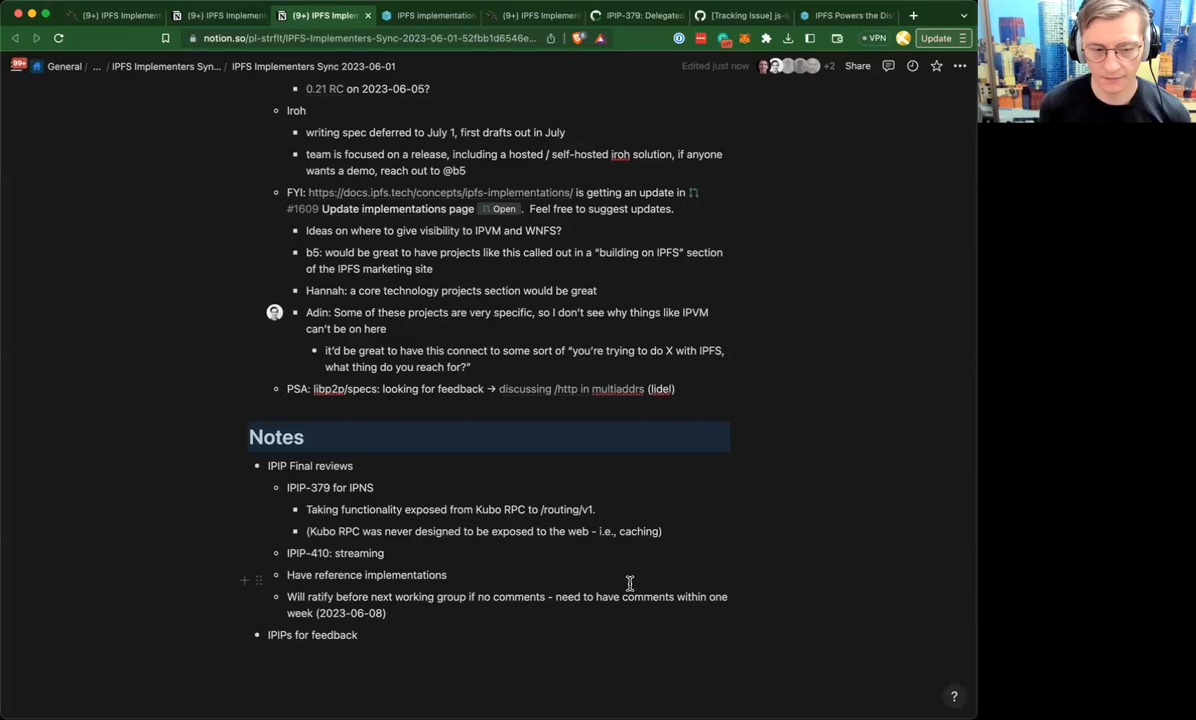 (9+) IPFS Implemen
(9+) IPFS Implemen
(9+) IPFS Implem
IPFS implementation
(9+) IPFS Implemen
IPIP-379: Delegated
[Tracking Issue] js-i
IPFS Powers the Dis
notion.so/pl-strflt/IPFS-Implementers-Sync-2023-06-01-52fbb1d6546e...
VPN
Update
99+
General / ... / IPFS Implementers Syn... / IPFS Implementers Sync 2023-06-01
Edited just now
+2
Share
0.21 RC on 2023-06-05?
Iroh
writing spec deferred to July 1, first drafts out in July
team is focused on a release, including a hosted / self-hosted iroh solution, if anyone
wants a demo, reach out to @b5
FYI: https://docs.ipfs.tech/concepts/ipfs-implementations/ is getting an update in
#1609 Update implementations page Open . Feel free to suggest updates.
Ideas on where to give visibility to IPVM and WNFS?
b5: would be great to have projects like this called out in a “building on IPFS” section
of the IPFS marketing site
Hannah: a core technology projects section would be great
Adin: Some of these projects are very specific, so I don’t see why things like IPVM
can’t be on here
it’d be great to have this connect to some sort of “you’re trying to do X with IPFS,
what thing do you reach for?”
PSA: libp2p/specs: looking for feedback → discussing /http in multiaddrs (lidel)
Notes
IPIP Final reviews
IPIP-379 for IPNS
Taking functionality exposed from Kubo RPC to /routing/v1.
(Kubo RPC was never designed to be exposed to the web - i.e., caching)
IPIP-410: streaming
Have reference implementations
Will ratify before next working group if no comments - need to have comments within one
week (2023-06-08)
IPIPs for feedback
?